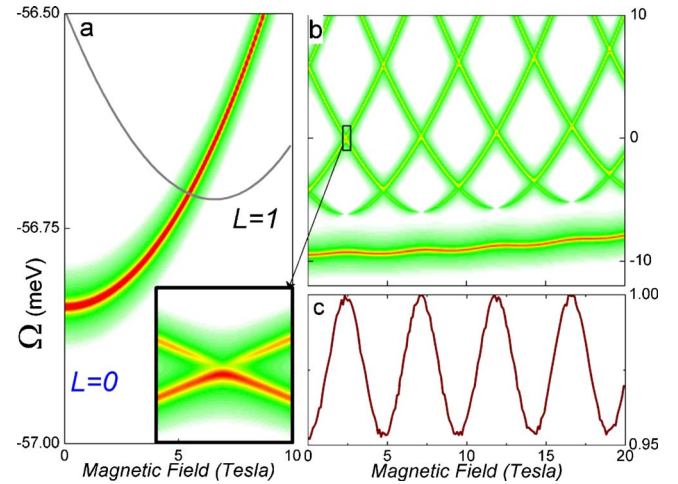 -56.50
a
b
10
0
L=1
-56.75
-10
Ω (meV)
c
1.00
L=0
-57.00
0.95
0
5
10
0
5
10
15
20
Magnetic Field (Tesla)
Magnetic Field (Tesla)